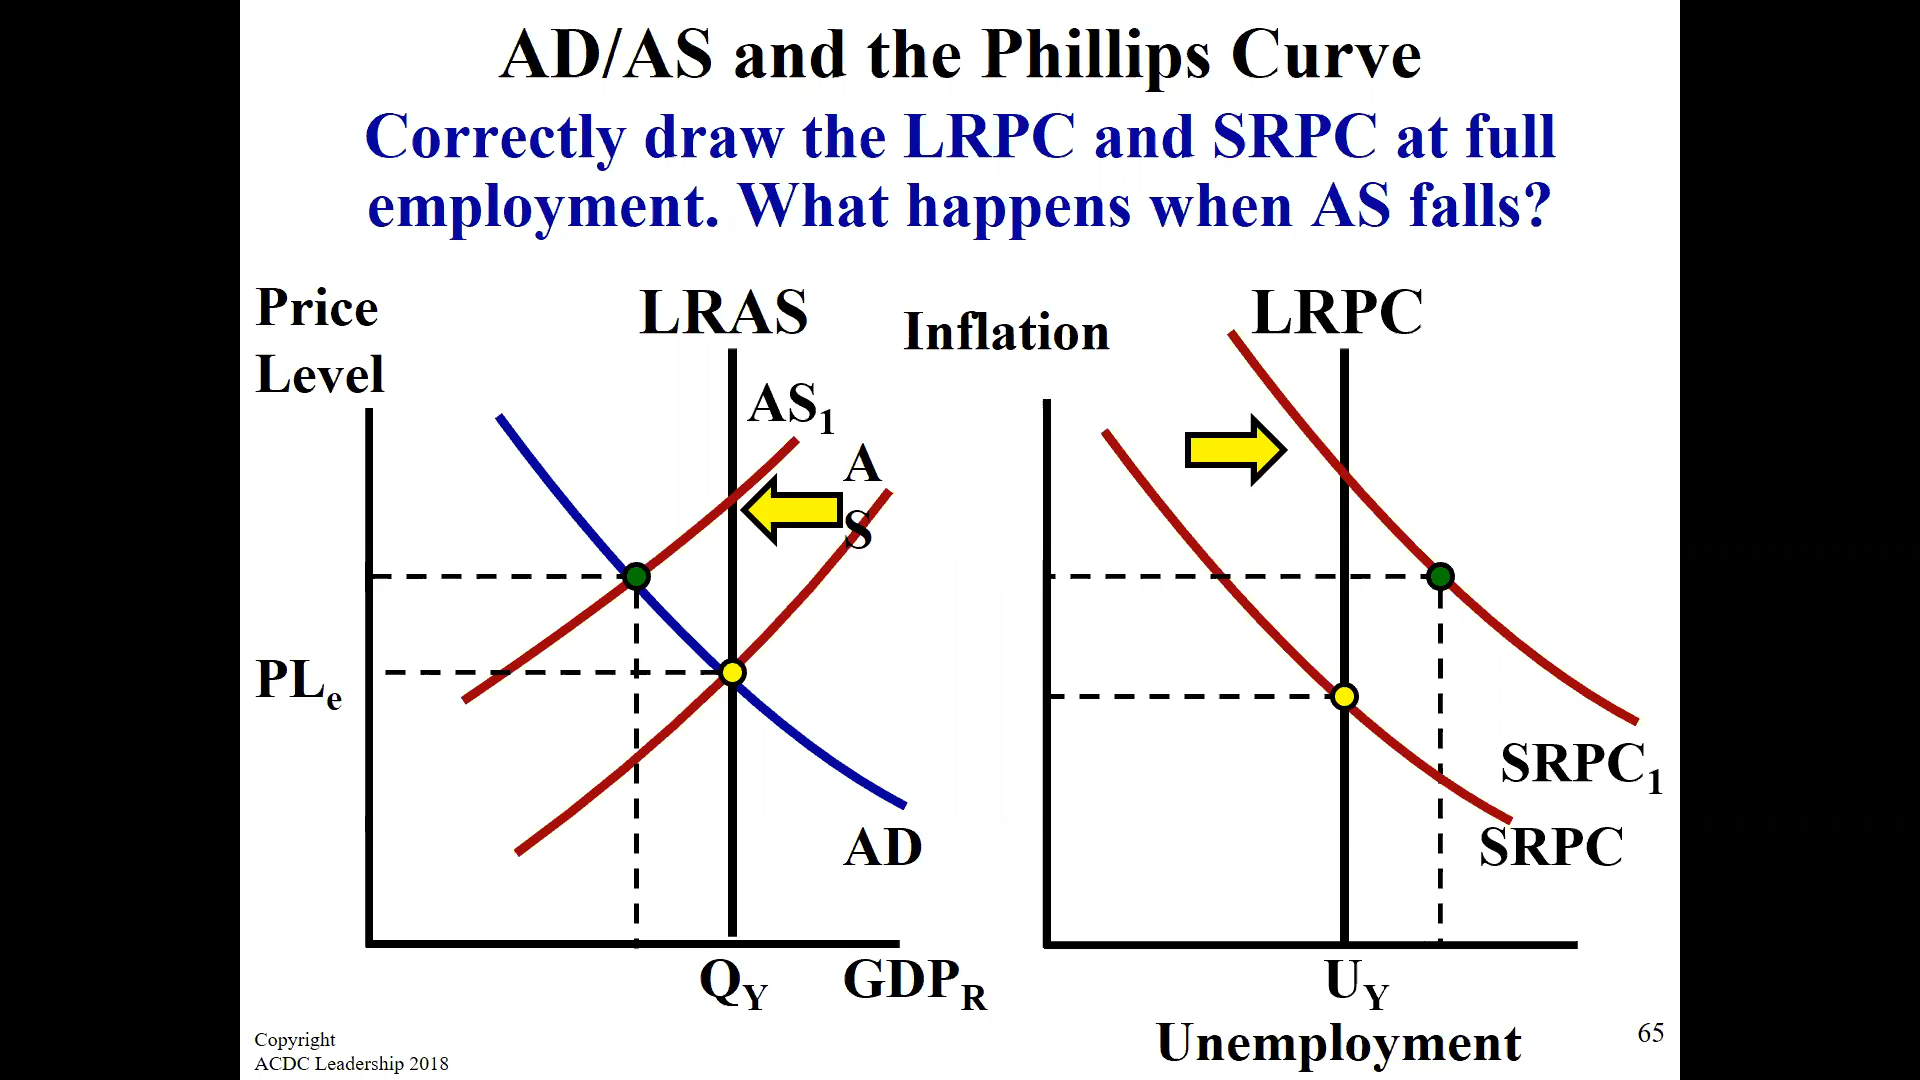 AD/AS and the Phillips Curve
Correctly draw the LRPC and SRPC at full
employment. What happens when AS falls?
Price
Level
LRAS
AS1
A
S
PLe
AD
QY
GDPR
Inflation
LRPC
SRPC1
SRPC
UY
Unemployment
Copyright
ACDC Leadership 2018
65